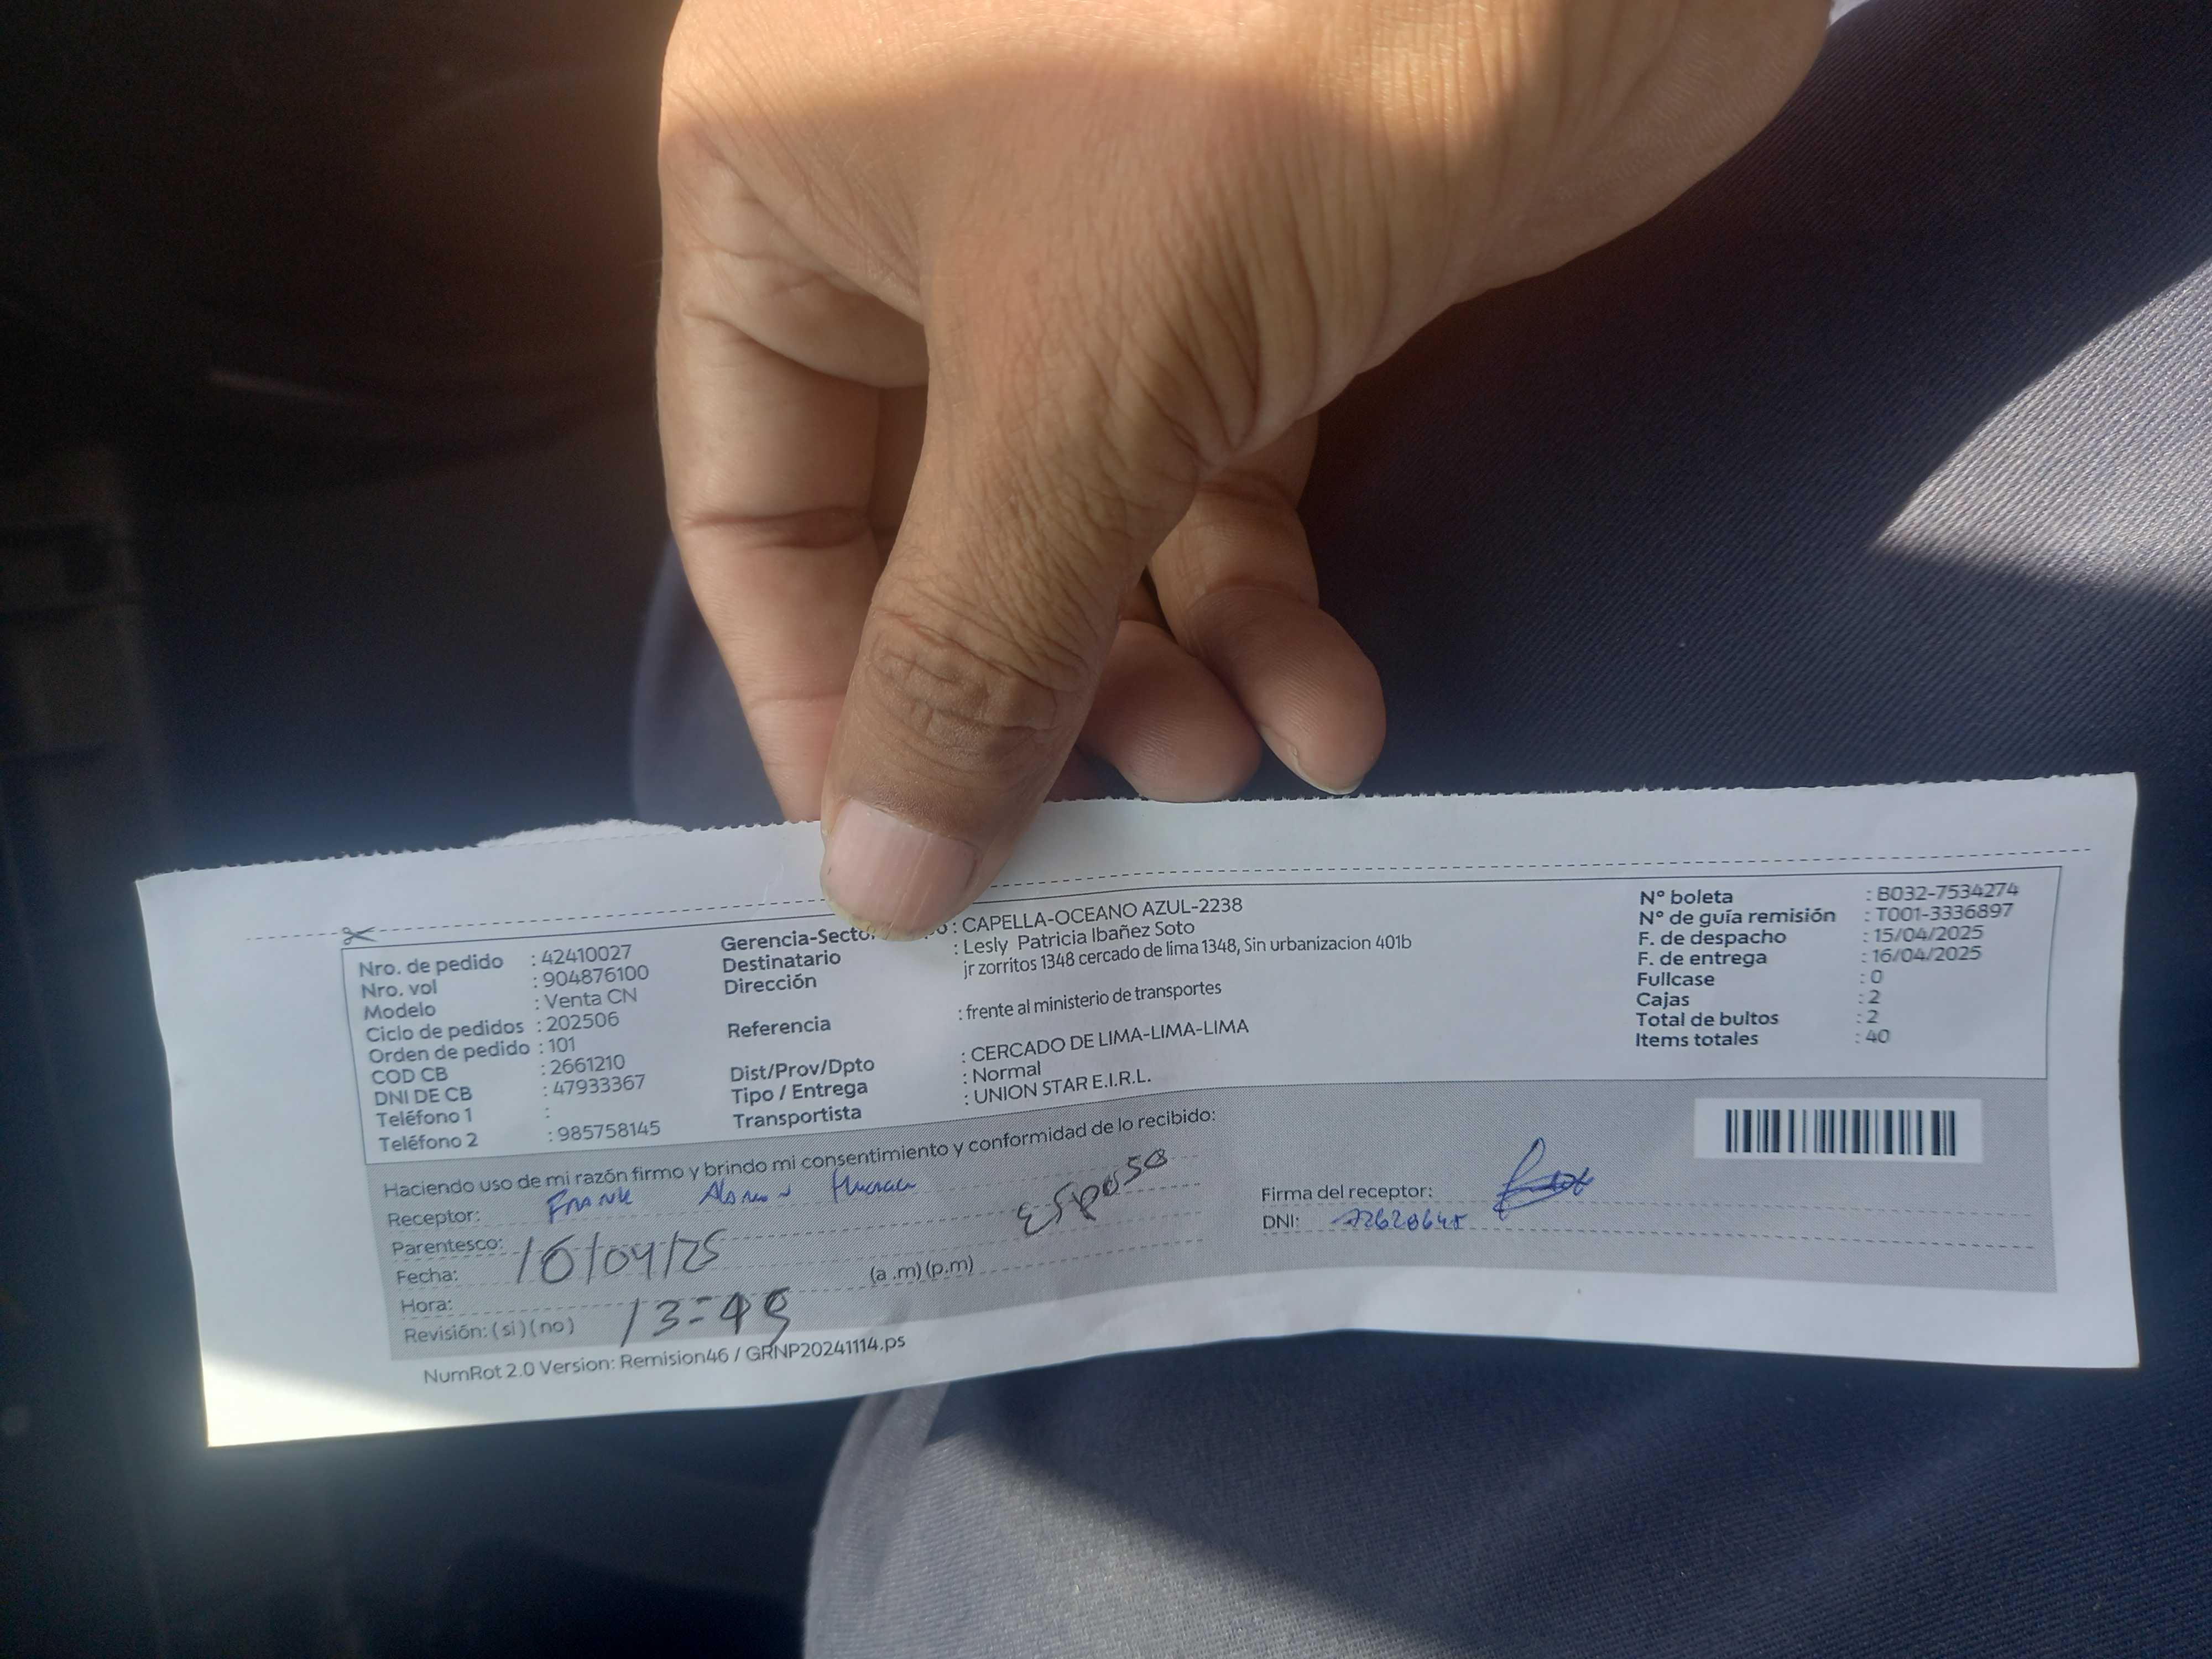 Nro. de pedido : 42410027
Nro. vol : 904876100
Modelo : Venta CN
Ciclo de pedidos : 202506
Orden de pedido : 101
COD CB : 2661210
DNI DE CB : 47933367
Teléfono 1 :
Teléfono 2 : 985758145
Gerencia-Secto : CAPELLA-OCEANO AZUL-2238
Destinatario : Lesly Patricia Ibañez Soto
Dirección jr zorritos 1348 cercado de lima 1348, Sin urbanizacion 401b
Referencia : frente al ministerio de transportes
Dist/Prov/Dpto : CERCADO DE LIMA-LIMA-LIMA
Tipo / Entrega : Normal
Transportista : UNION STAR E.I.R.L.
N° boleta : B032-7534274
N° de guía remisión : T001-3336897
F. de despacho : 15/04/2025
F. de entrega : 16/04/2025
Fullcase : 0
Cajas : 2
Total de bultos : 2
Items totales : 40
Haciendo uso de mi razón firmo y brindo mi consentimiento y conformidad de lo recibido:
Receptor: Frank
Parentesco: Esposo
Fecha: 16/04/25
Hora: (a.m) (p.m)
Revisión: (si) (no) 13:49
Firma del receptor:
DNI:
NumRot 2.0 Version: Remision46 / GRNP20241114.ps